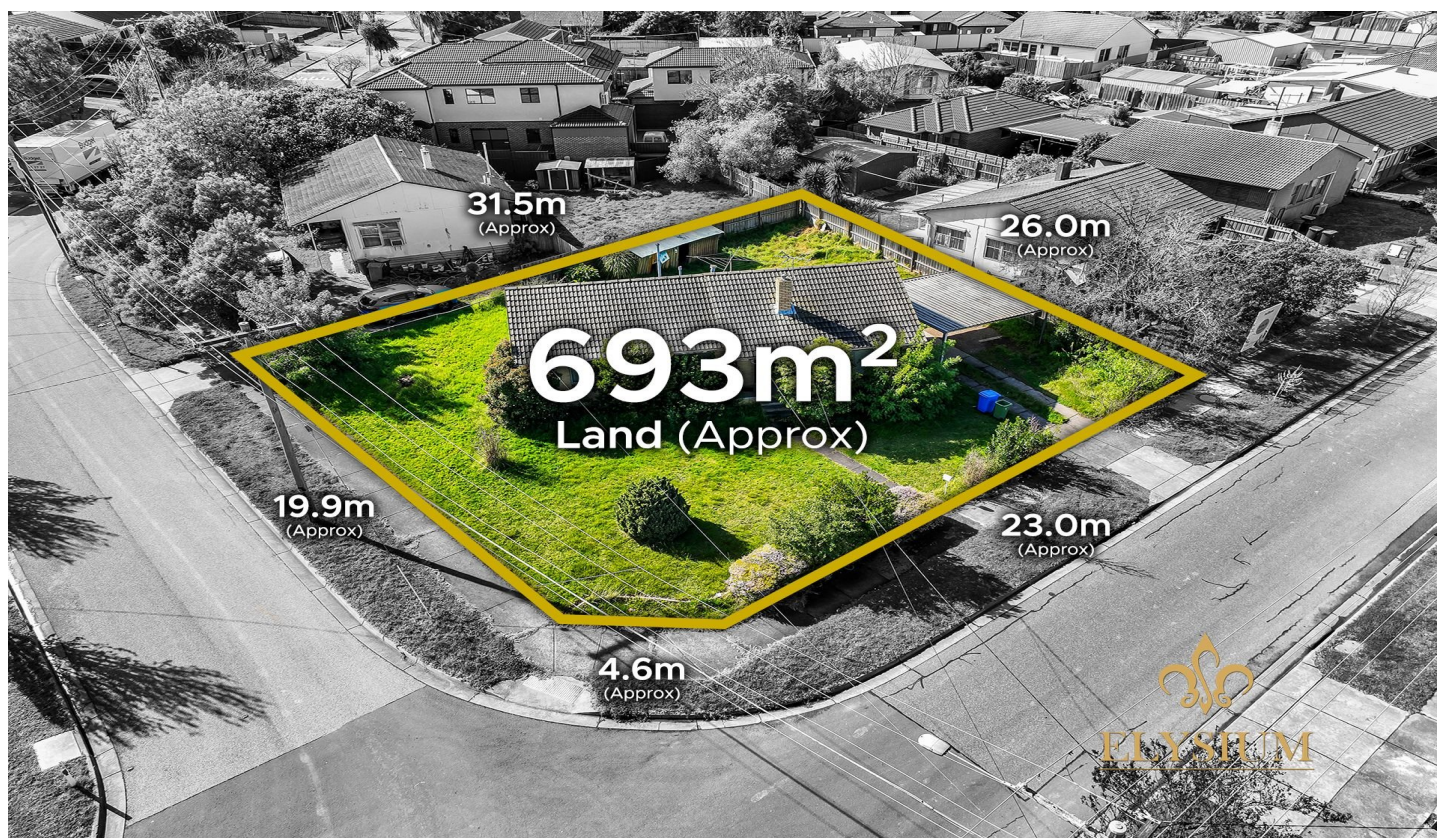 31.5m
(Approx)
26.0m
(Approx)
693m²
Land (Approx)
19.9m
(Approx)
23.0m
(Approx)
4.6m
(Approx)
ELYSIUM